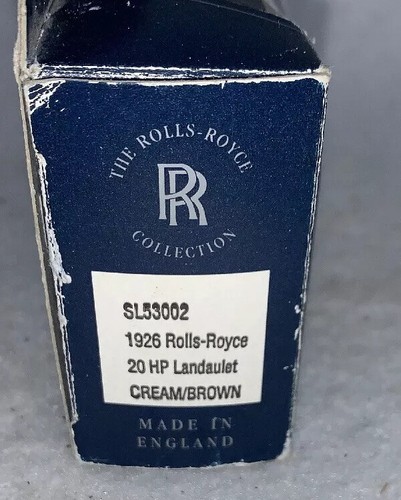 THE ROLLS-ROYCE
RR
COLLECTION
SL53002
1926 Rolls-Royce
20 HP Landaulet
CREAM/BROWN
MADE IN
ENGLAND